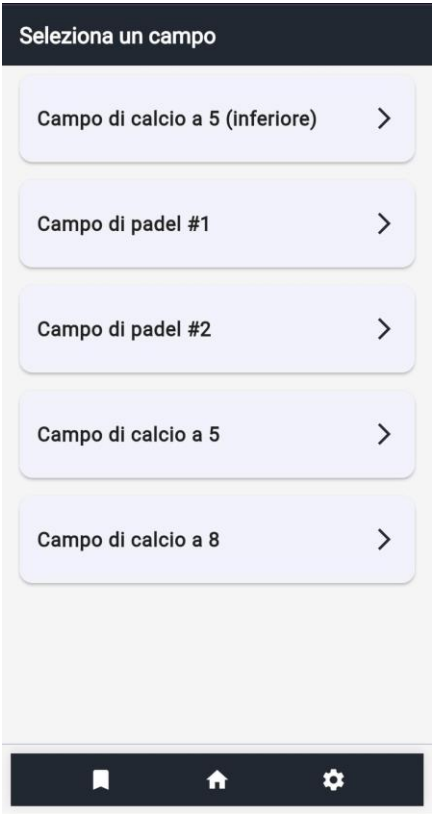 Seleziona un campo
Campo di calcio a 5 (inferiore)
Campo di padel #1
Campo di padel #2
Campo di calcio a 5
Campo di calcio a 8